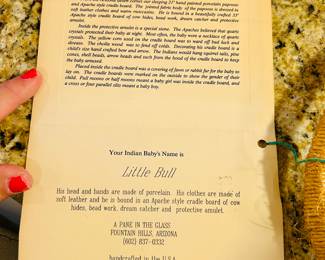 soft leather clothes and warm moccasins. He is bound in a beautifully crafted 33"
Apache style cradle board of cow hides, bead work, dream catcher and protective
amulet.
Inside the protective amulet is a special stone. The Apache believed that quartz
crystals protected their baby at night. Most often, the baby wore a necklace of quartz
crystals. The yellow corn used on the cradle board was to ward off bad luck and
disease. The cholla wood was to fend off colds. Decorating his cradle board is a
child's size hand crafted bow and arrow. The Indians would hang squirrel tails, pine
cones, shell beads, arrow heads and such from the hood of the cradle board to keep
the baby amused.
Placed inside the cradle board was a covering of fawn or rabbit fur for the baby to
lay on. The cradle boards were marked on the outside to show the gender of their
child. Full moons or half moons meant a baby girl was inside the cradle board, and
a cross or four parallel slits meant a baby boy.
Your Indian Baby's Name is
Little Bull
His head and hands are made of porcelain. His clothes are made of
soft leather and he is bound in an Apache style cradle board of cow
hides, bead work, dream catcher and protective amulet.
A PANE IN THE GLASS
FOUNTAIN HILLS, ARIZONA
(602) 837-0332
handcrafted in the U.S.A.